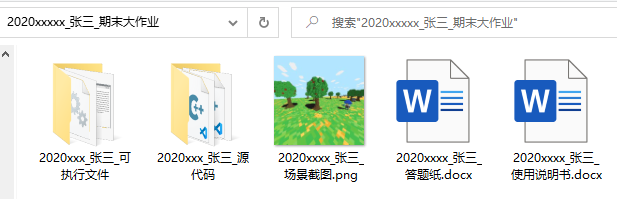 2020xxxxx_张三_期末大作业
搜索"2020xxxxx_张三_期末大作业"
2020xxx_张三_可
执行文件
2020xxx_张三_源
代码
2020xxxx_张三_
场景截图.png
2020xxxx_张三_
答题纸.docx
2020xxxx_张三_
使用说明书.docx